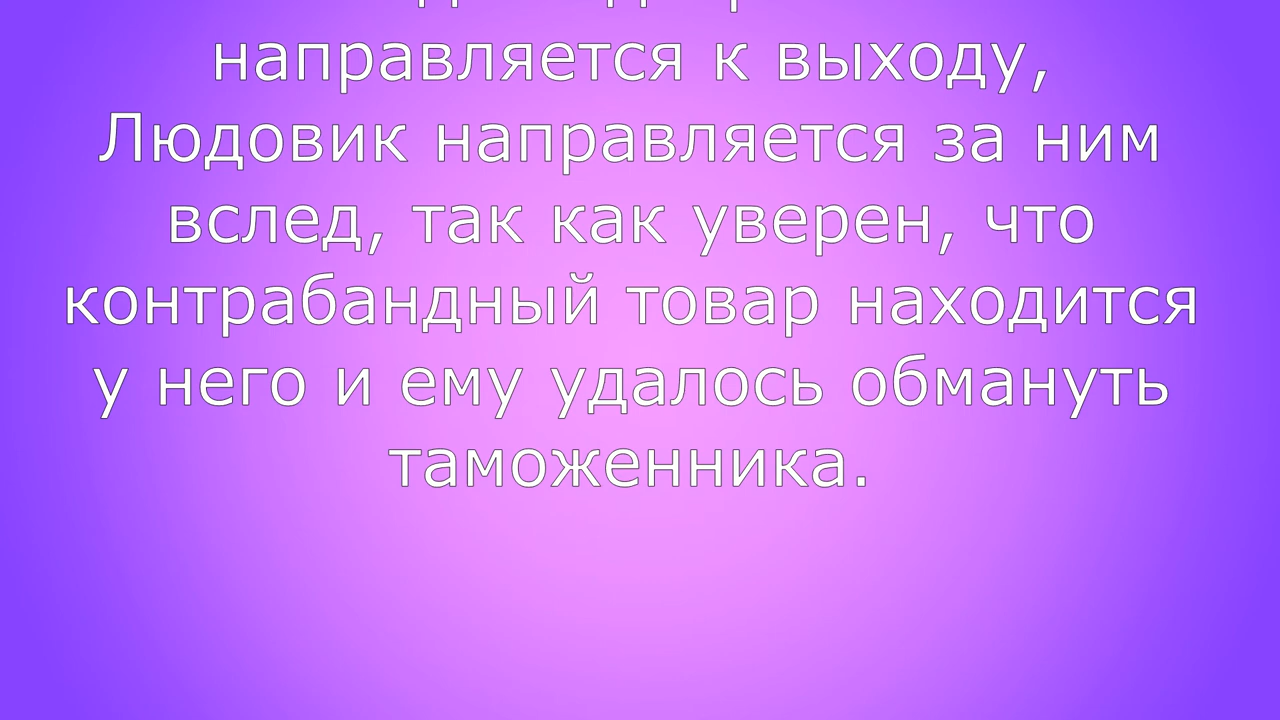 направляется к выходу,
Людовик направляется за ним
вслед, так как уверен, что
контрабандный товар находится
у него и ему удалось обмануть
таможенника.